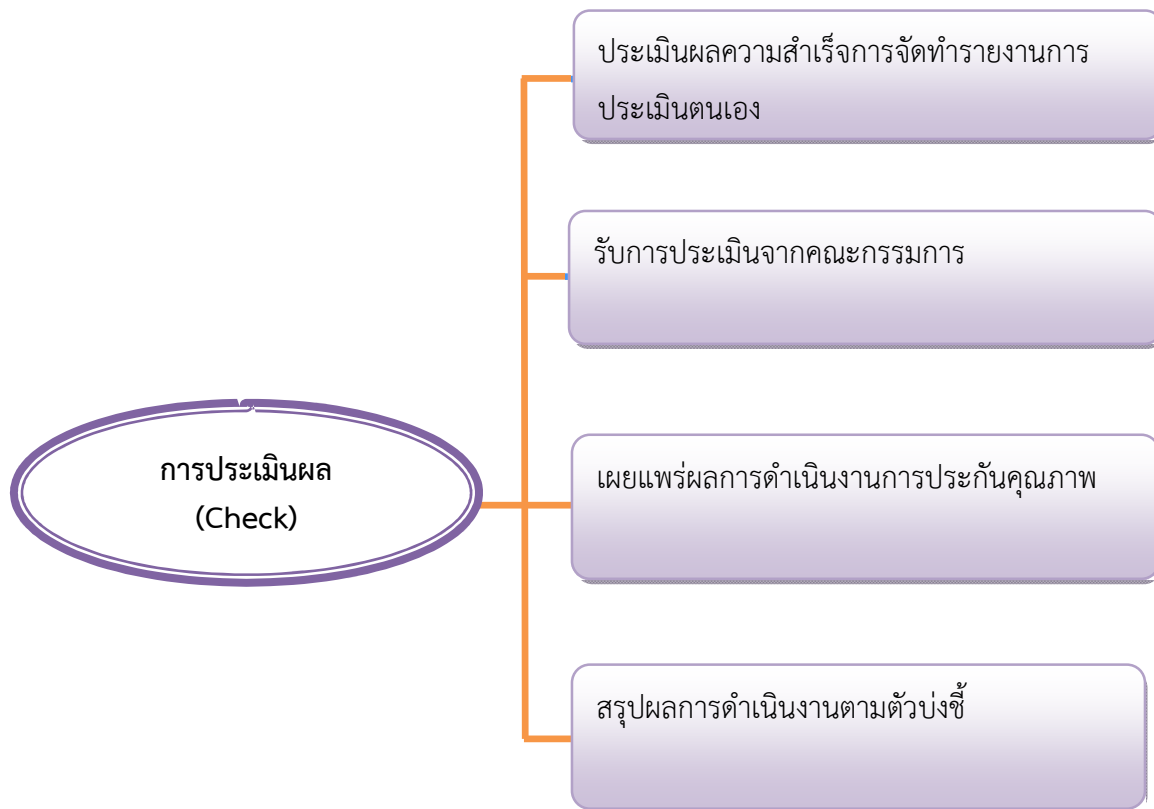 ประเมินผลความสำเร็จการจัดทำรายงานการ
ประเมินตนเอง
รับการประเมินจากคณะกรรมการ
การประเมินผล
(Check)
เผยแพร่ผลการดำเนินงานการประกันคุณภาพ
สรุปผลการดำเนินงานตามตัวบ่งชี้